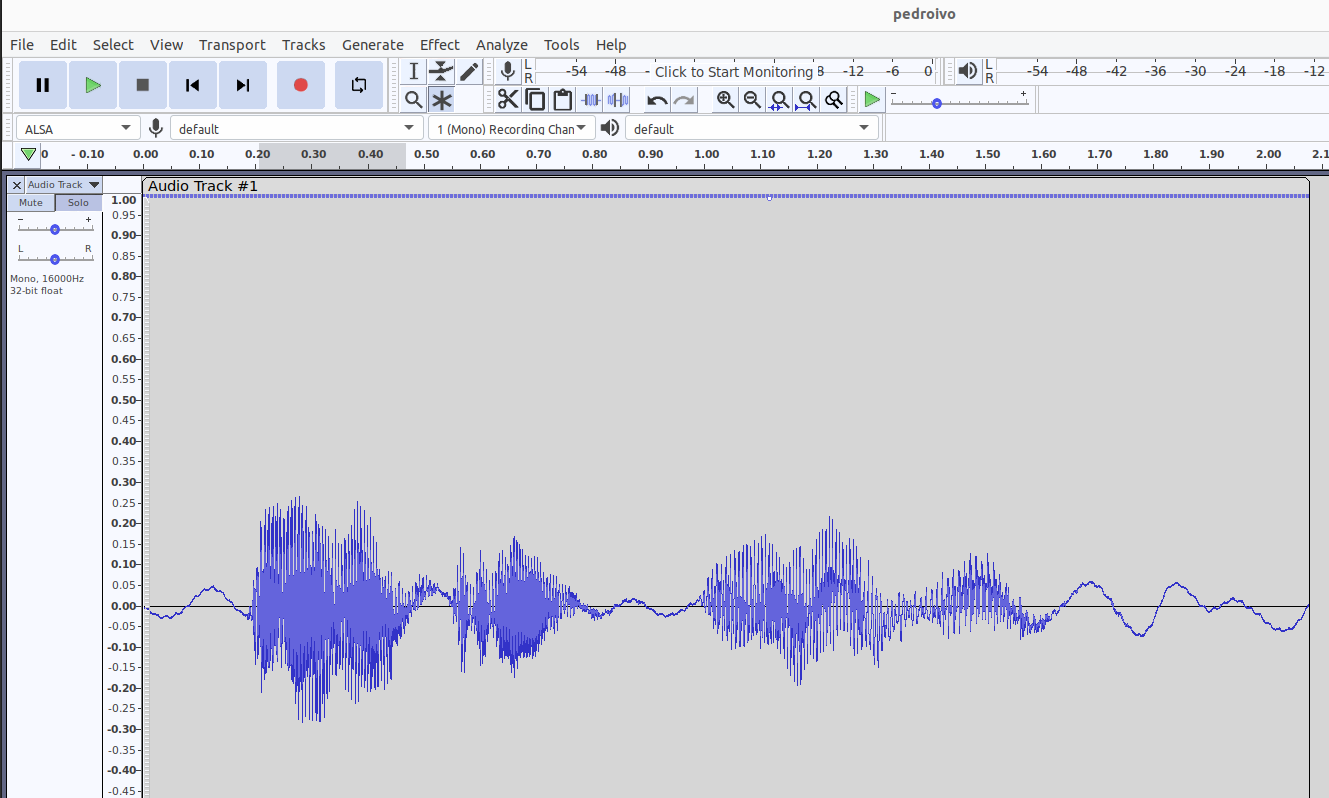 pedroivo
File Edit Select View Transport Tracks Generate Effect Analyze Tools Help
L
R
-54 -48 - Click to Start Monitoring 8 -12 -6 0
L
R
-54 -48 -42 -36 -30 -24 -18 -12
- +
ALSA default 1 (Mono) Recording Chan default
0 - 0.10 0.00 0.10 0.20 0.30 0.40 0.50 0.60 0.70 0.80 0.90 1.00 1.10 1.20 1.30 1.40 1.50 1.60 1.70 1.80 1.90 2.00 2.1
Audio Track
Audio Track #1
Mute Solo
- +
L R
Mono, 16000Hz
32-bit float
1.00
0.95
0.90
0.85
0.80
0.75
0.70
0.65
0.60
0.55
0.50
0.45
0.40
0.35
0.30
0.25
0.20
0.15
0.10
0.05
0.00
-0.05
-0.10
-0.15
-0.20
-0.25
-0.30
-0.35
-0.40
-0.45